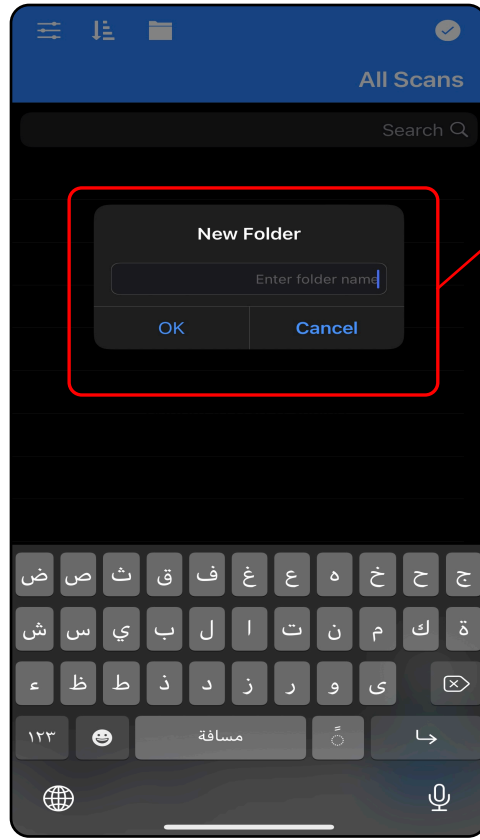 All Scans
Search
New Folder
Enter folder name
OK Cancel
ض ص ث ق ف غ ع ه خ ح ج
ش س ي ب ل ا ت ن م ك ة
ء ظ ط ذ د ز ر و ى
١٢٣ مسافة